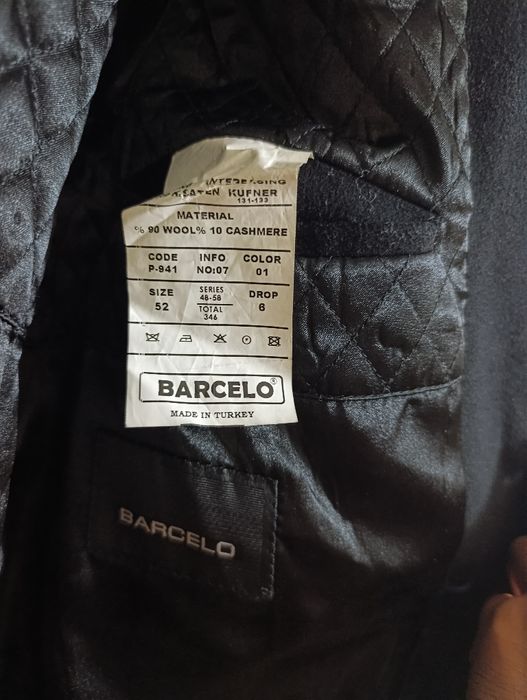 INTERFACING
SATEN KUFNER
131-133
MATERIAL
% 90 WOOL% 10 CASHMERE
CODE INFO COLOR
P-941 NO:07 01
SIZE SERIES DROP
52 48-58 6
TOTAL
346
BARCELO®
MADE IN TURKEY
BARCELO